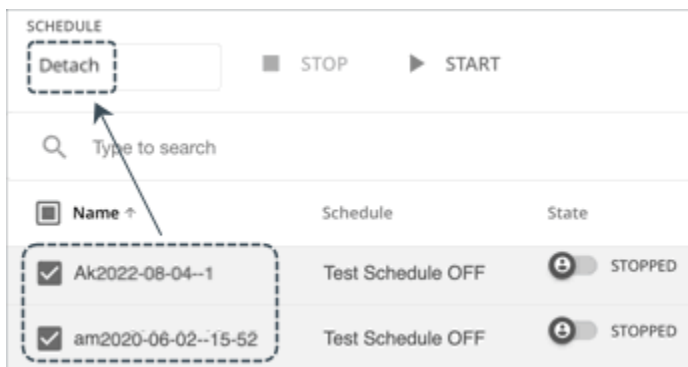 SCHEDULE
Detach STOP START
Type to search
Name Schedule State
Ak2022-08-04--1 Test Schedule OFF STOPPED
am2020-06-02--15-52 Test Schedule OFF STOPPED